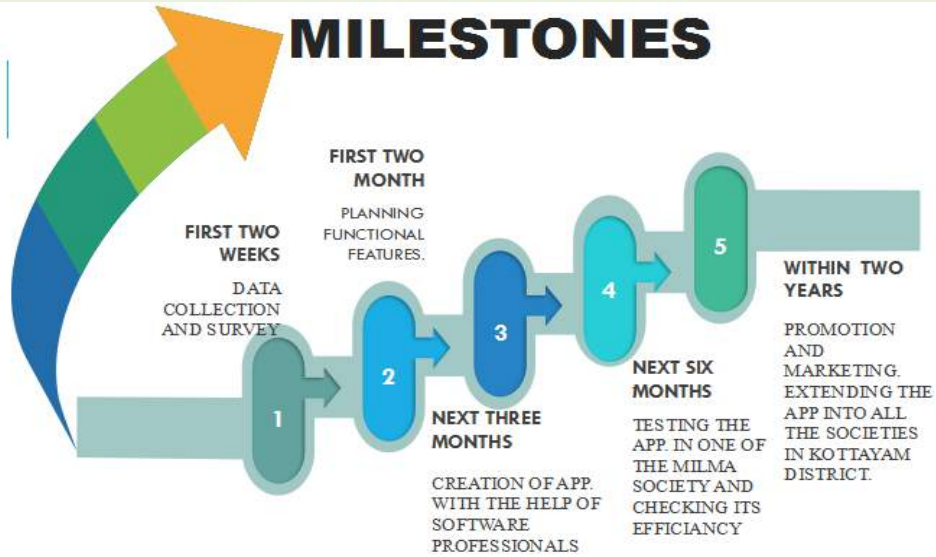 MILESTONES
FIRST TWO
WEEKS
DATA
COLLECTION
AND SURVEY
1
FIRST TWO
MONTH
PLANNING
FUNCTIONAL
FEATURES.
2
3
NEXT THREE
MONTHS
CREATION OF APP.
WITH THE HELP OF
SOFTWARE
PROFESSIONALS
4
NEXT SIX
MONTHS
TESTING THE
APP. IN ONE OF
THE MILMA
SOCIETY AND
CHECKING ITS
EFFICIANCY
5
WITHIN TWO
YEARS
PROMOTION
AND
MARKETING.
EXTENDING THE
APP INTO ALL
THE SOCIETIES
IN KOTTAYAM
DISTRICT.